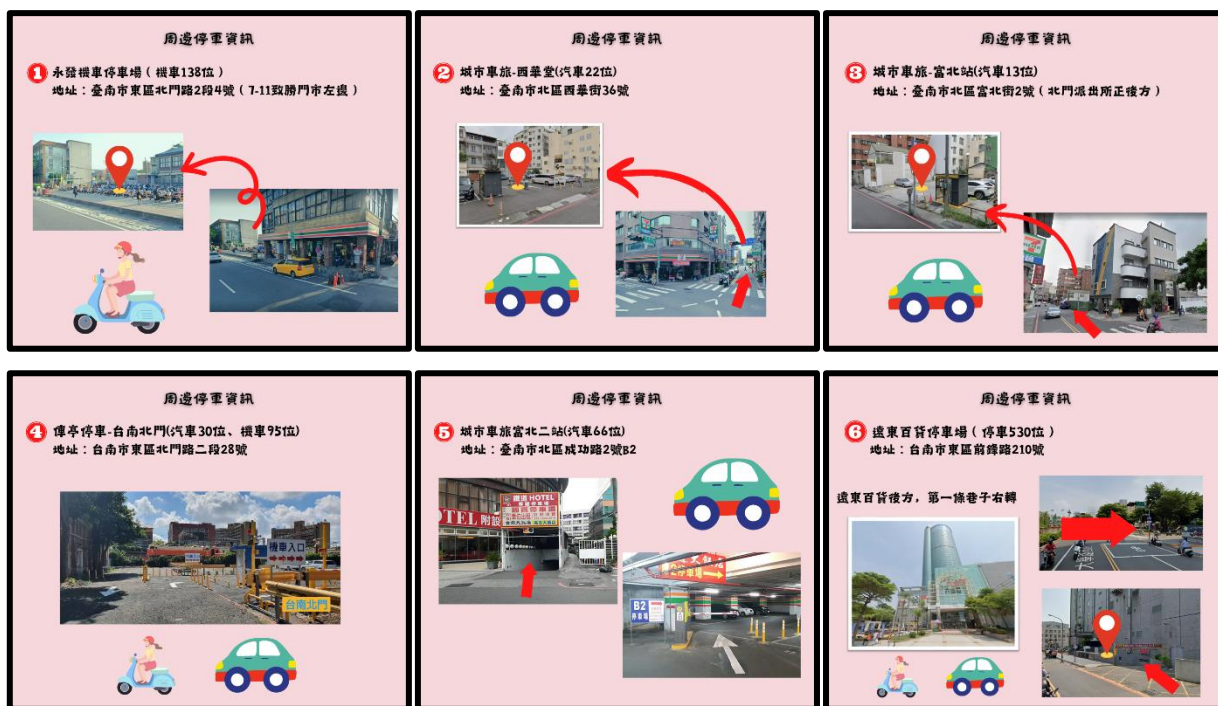 周邊停車資訊
1 永發機車停車場（機車138位）
地址：臺南市東區北門路2段4號（7-11致勝門市左邊）
周邊停車資訊
2 城市車旅-西華堂(汽車22位)
地址：臺南市北區西華街36號
周邊停車資訊
3 城市車旅-富北站(汽車13位)
地址：臺南市北區富北街2號（北門派出所正後方）
周邊停車資訊
4 俥亭停車-台南北門(汽車30位、機車95位)
地址：台南市東區北門路二段28號
機車入口
台南北門
周邊停車資訊
5 城市車旅富北二站(汽車66位)
地址：臺南市北區成功路2號B2
鐵道 HOTEL
B2
停車場
周邊停車資訊
6 遠東百貨停車場（停車530位）
地址：台南市東區前鋒路210號
遠東百貨後方，第一條巷子右轉